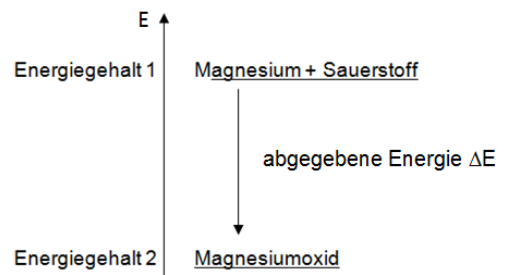 E
Energiegehalt 1 Magnesium + Sauerstoff
abgegebene Energie ΔE
Energiegehalt 2 Magnesiumoxid